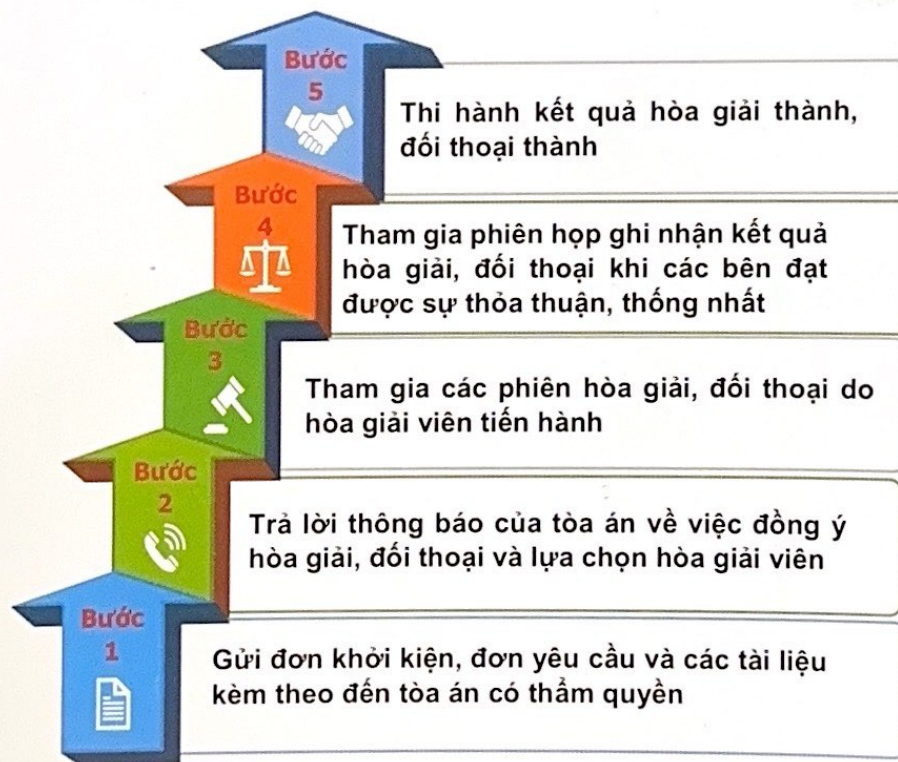 Bước
5
Thi hành kết quả hòa giải thành,
đối thoại thành
Bước
4
Tham gia phiên họp ghi nhận kết quả
hòa giải, đối thoại khi các bên đạt
được sự thỏa thuận, thống nhất
Bước
3
Tham gia các phiên hòa giải, đối thoại do
hòa giải viên tiến hành
Bước
2
Trả lời thông báo của tòa án về việc đồng ý
hòa giải, đối thoại và lựa chọn hòa giải viên
Bước
1
Gửi đơn khởi kiện, đơn yêu cầu và các tài liệu
kèm theo đến tòa án có thẩm quyền